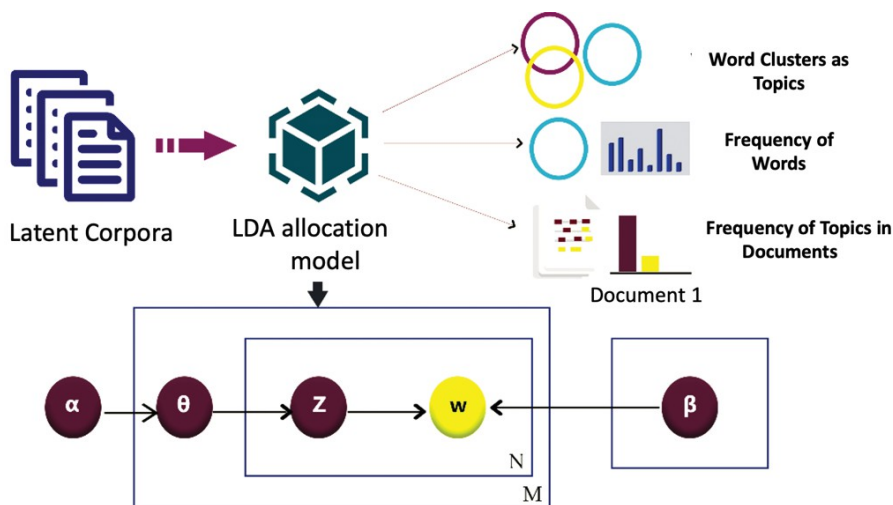 Latent Corpora
LDA allocation
model
Word Clusters as
Topics
Frequency of
Words
Frequency of Topics in
Documents
Document 1
α
θ
Z
w
β
N
M